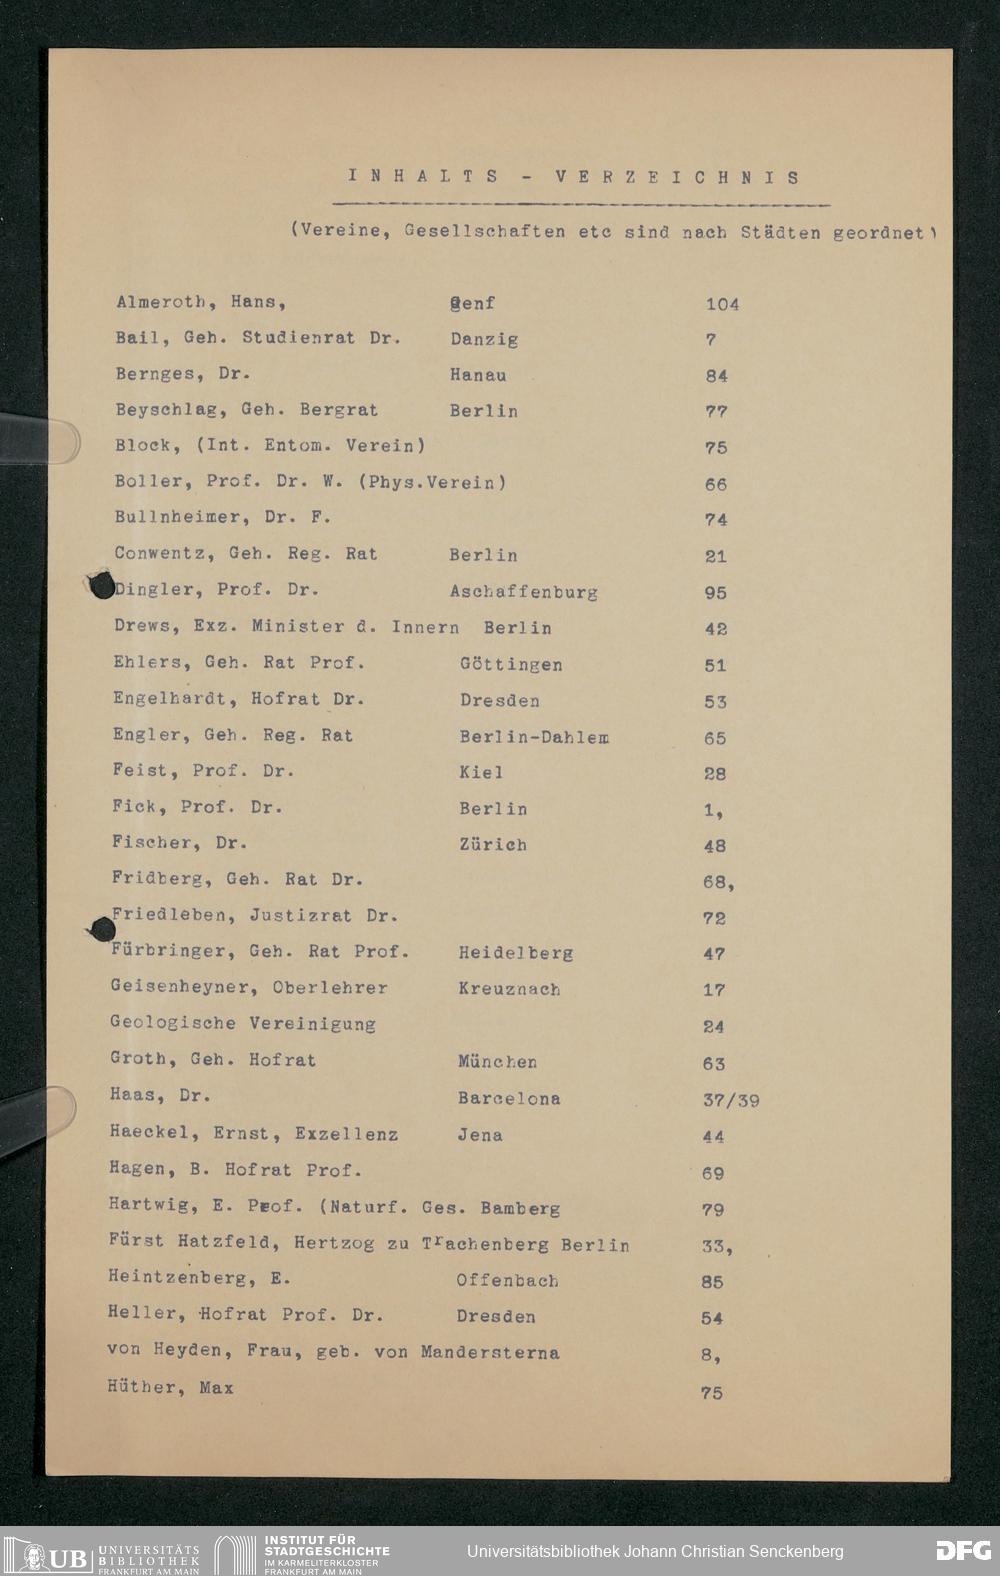 INHALTS - VERZEICHNIS
(Vereine, Gesellschaften etc sind nach Städten geordnet)
Almeroth, Hans, Genf 104
Bail, Geh. Studienrat Dr. Danzig 7
Bernges, Dr. Hanau 84
Beyschlag, Geh. Bergrat Berlin 77
Block, (Int. Entom. Verein) 75
Boller, Prof. Dr. W. (Phys.Verein) 66
Bullnheimer, Dr. F. 74
Conwentz, Geh. Reg. Rat Berlin 21
Dingler, Prof. Dr. Aschaffenburg 95
Drews, Exz. Minister d. Innern Berlin 42
Ehlers, Geh. Rat Prof. Göttingen 51
Engelhardt, Hofrat Dr. Dresden 53
Engler, Geh. Reg. Rat Berlin-Dahlem 65
Feist, Prof. Dr. Kiel 28
Fick, Prof. Dr. Berlin 1,
Fischer, Dr. Zürich 48
Fridberg, Geh. Rat Dr. 68,
Friedleben, Justizrat Dr. 72
Fürbringer, Geh. Rat Prof. Heidelberg 47
Geisenheyner, Oberlehrer Kreuznach 17
Geologische Vereinigung 24
Groth, Geh. Hofrat München 63
Haas, Dr. Barcelona 37/39
Haeckel, Ernst, Exzellenz Jena 44
Hagen, B. Hofrat Prof. 69
Hartwig, E. Prof. (Naturf. Ges. Bamberg 79
Fürst Hatzfeld, Hertzog zu Trachenberg Berlin 33,
Heintzenberg, E. Offenbach 85
Heller, Hofrat Prof. Dr. Dresden 54
von Heyden, Frau, geb. von Mandersterna 8,
Hüther, Max 75
UB UNIVERSITÄTS BIBLIOTHEK FRANKFURT AM MAIN
INSTITUT FÜR STADTGESCHICHTE IM KARMELITERKLOSTER FRANKFURT AM MAIN
Universitätsbibliothek Johann Christian Senckenberg
DFG